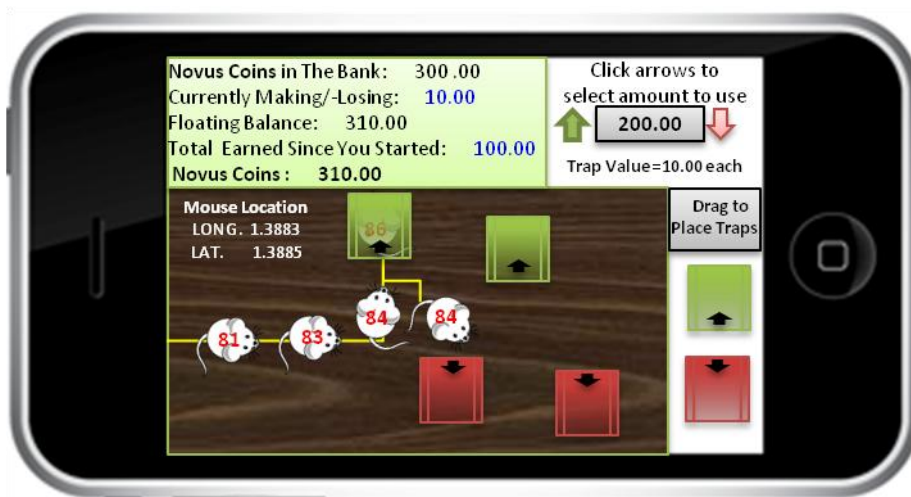 Novus Coins in The Bank: 300 .00
Currently Making/-Losing: 10.00
Floating Balance: 310.00
Total Earned Since You Started: 100.00
Novus Coins : 310.00
Click arrows to
select amount to use
200.00
Trap Value=10.00 each
Mouse Location
LONG. 1.3883
LAT. 1.3885
Drag to
Place Traps
86
81
83
84
84